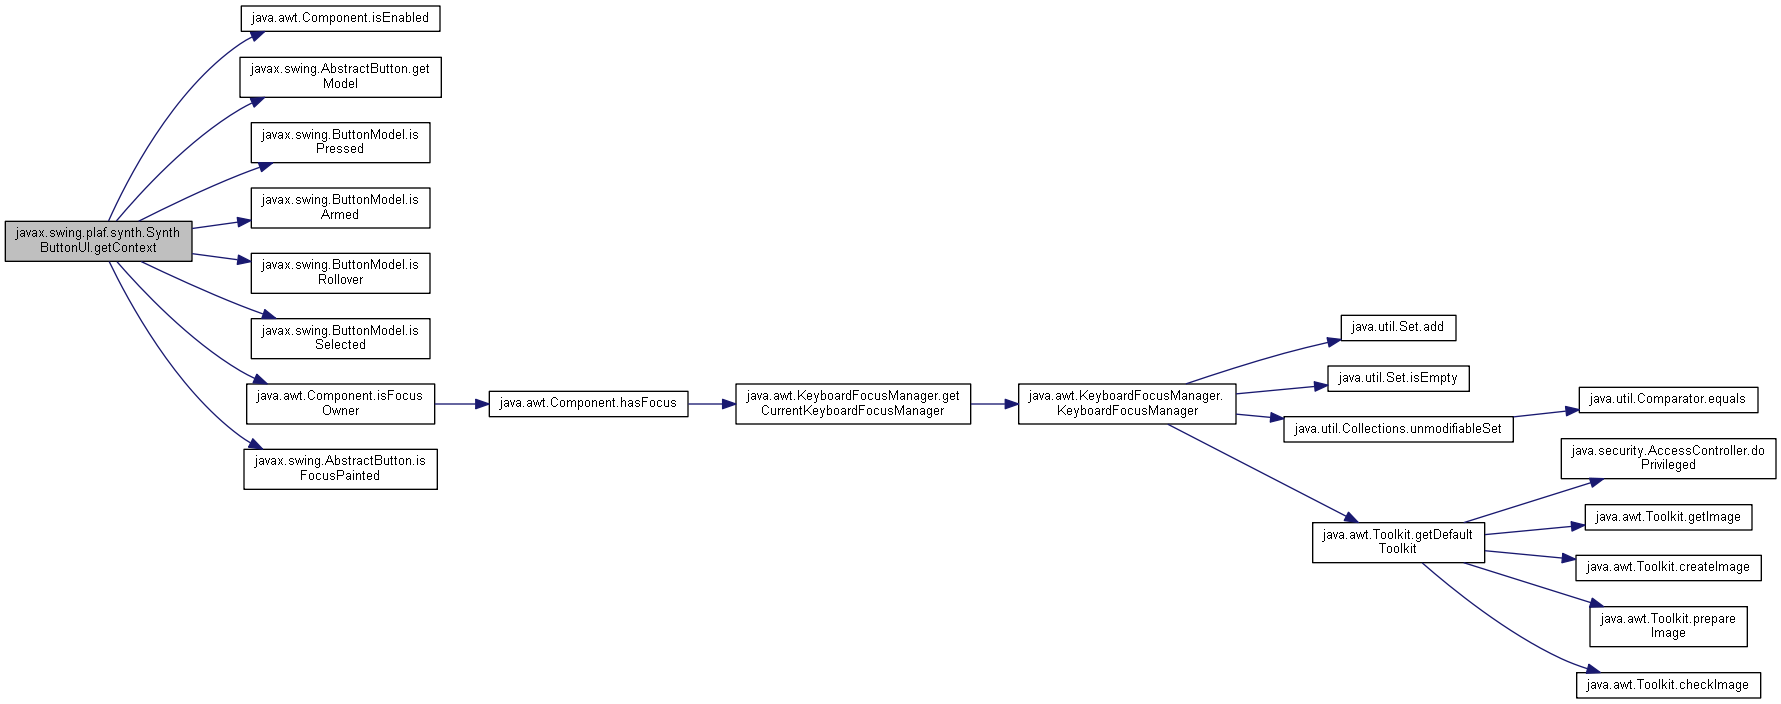 javax.swing.plaf.synth.Synth
ButtonUI.getContext
java.awt.Component.isEnabled
javax.swing.AbstractButton.get
Model
javax.swing.ButtonModel.is
Pressed
javax.swing.ButtonModel.is
Armed
javax.swing.ButtonModel.is
Rollover
javax.swing.ButtonModel.is
Selected
java.awt.Component.isFocus
Owner
javax.swing.AbstractButton.is
FocusPainted
java.awt.Component.hasFocus
java.awt.KeyboardFocusManager.get
CurrentKeyboardFocusManager
java.awt.KeyboardFocusManager.
KeyboardFocusManager
java.util.Set.add
java.util.Set.isEmpty
java.util.Collections.unmodifiableSet
java.awt.Toolkit.getDefault
Toolkit
java.util.Comparator.equals
java.security.AccessController.do
Privileged
java.awt.Toolkit.getImage
java.awt.Toolkit.createImage
java.awt.Toolkit.prepare
Image
java.awt.Toolkit.checkImage